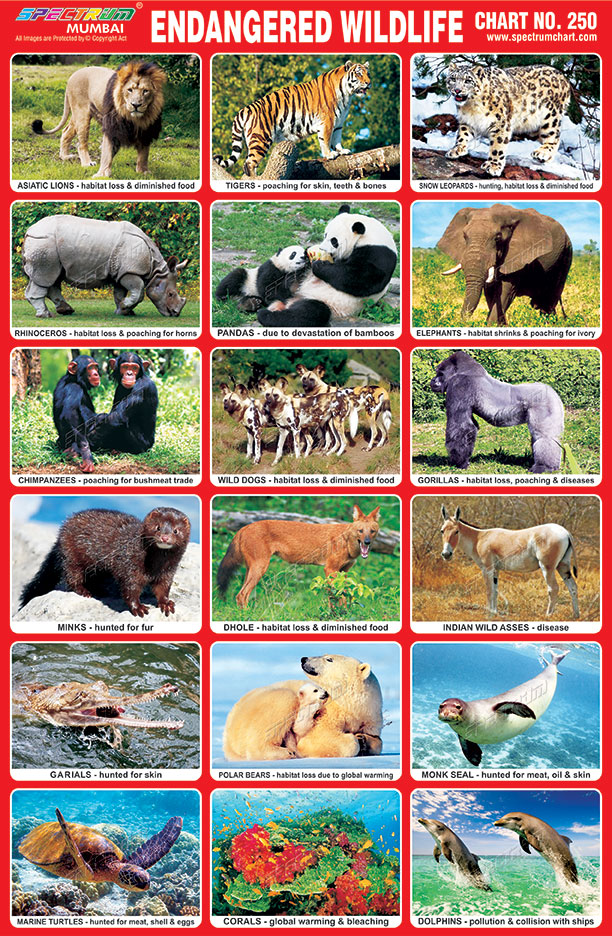 SPECTRUM®
MUMBAI
All Images are Protected by © Copyright Act
ENDANGERED WILDLIFE
CHART NO. 250
www.spectrumchart.com
ASIATIC LIONS - habitat loss & diminished food
TIGERS - poaching for skin, teeth & bones
SNOW LEOPARDS - hunting, habitat loss & diminished food
RHINOCEROS - habitat loss & poaching for horns
PANDAS - due to devastation of bamboos
ELEPHANTS - habitat shrinks & poaching for ivory
CHIMPANZEES - poaching for bushmeat trade
WILD DOGS - habitat loss & diminished food
GORILLAS - habitat loss, poaching & diseases
MINKS - hunted for fur
DHOLE - habitat loss & diminished food
INDIAN WILD ASSES - disease
GARIALS - hunted for skin
POLAR BEARS - habitat loss due to global warming
MONK SEAL - hunted for meat, oil & skin
MARINE TURTLES - hunted for meat, shell & eggs
CORALS - global warming & bleaching
DOLPHINS - pollution & collision with ships